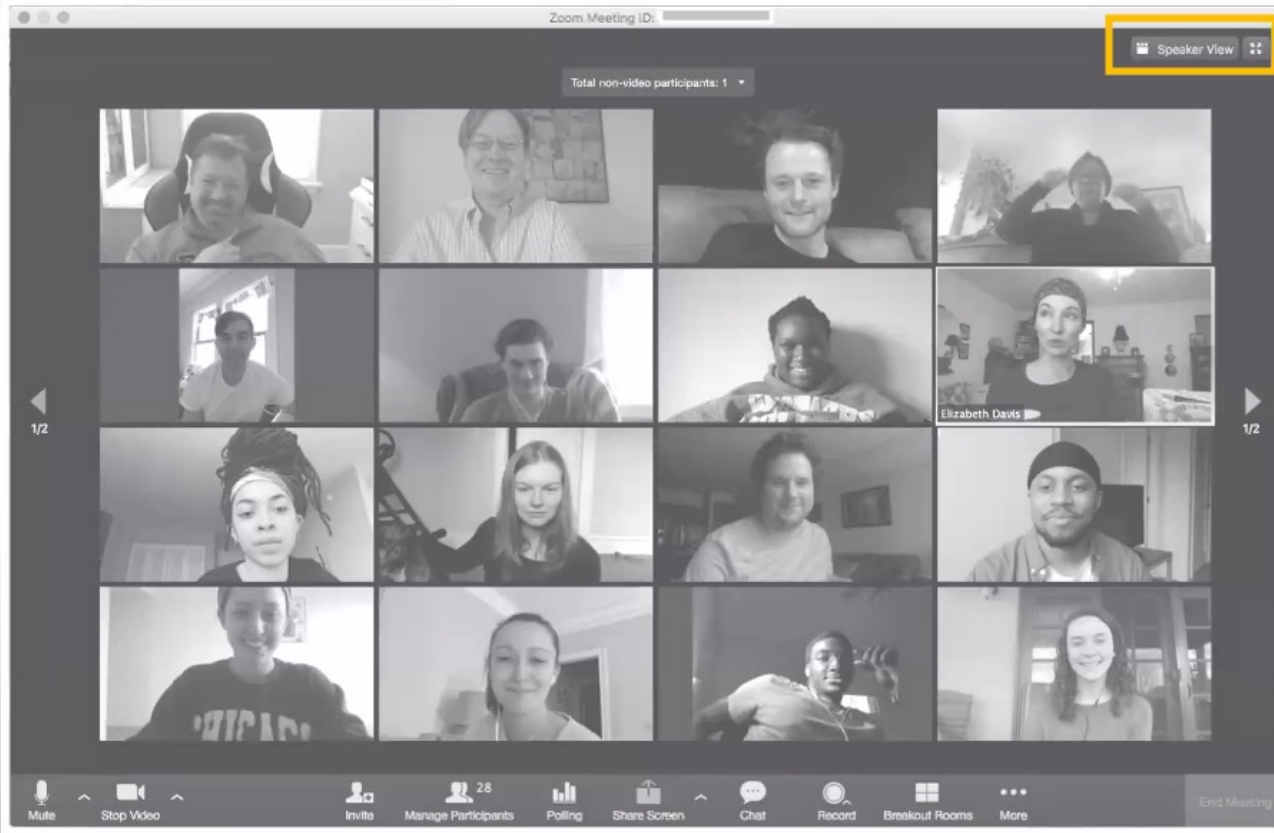 Zoom Meeting ID:
Speaker View
Total non-video participants: 1
Elizabeth Davis
1/2
1/2
CHICAGO
28
Mute
Stop Video
Invite
Manage Participants
Polling
Share Screen
Chat
Record
Breakout Rooms
More
End Meeting